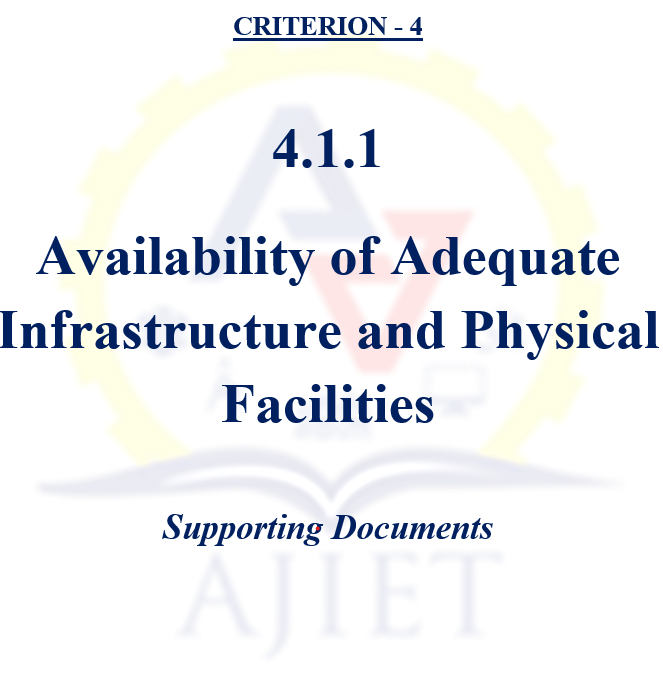 CRITERION - 4
4.1.1
Availability of Adequate
Infrastructure and Physical
Facilities
Supporting Documents
AJIET